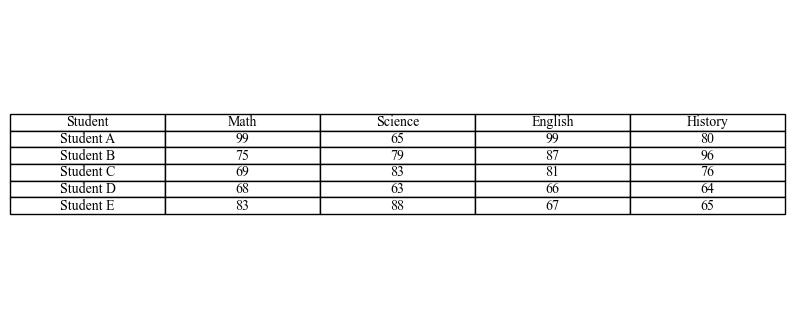 Student Math Science English History
Student A 99 65 99 80
Student B 75 79 87 96
Student C 69 83 81 76
Student D 68 63 66 64
Student E 83 88 67 65